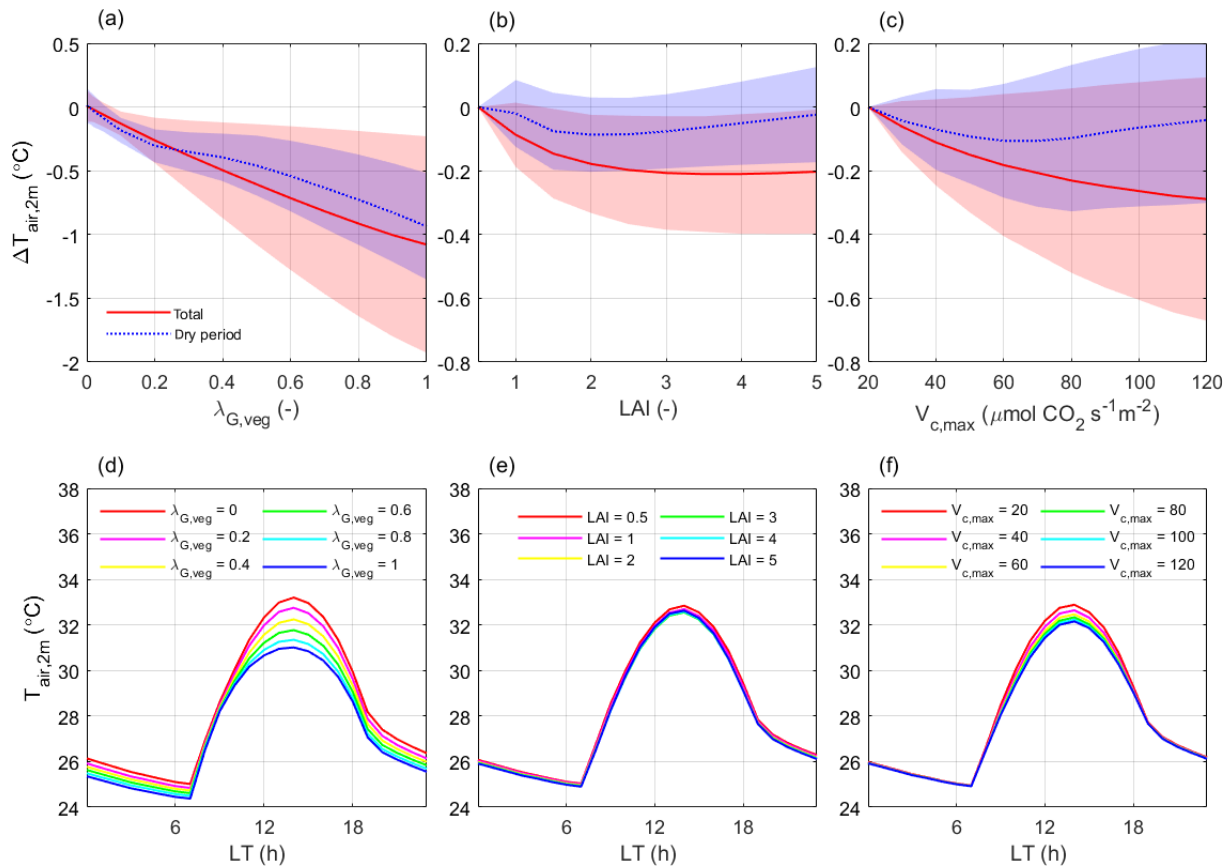 (a)
(b)
(c)
ΔT_air,2m (°C)
0.5
0
-0.5
-1
-1.5
-2
Total
Dry period
0 0.2 0.4 0.6 0.8 1
λ_G,veg (-)
0.2
0
-0.2
-0.4
-0.6
-0.8
1 2 3 4 5
LAI (-)
0.2
0
-0.2
-0.4
-0.6
-0.8
20 40 60 80 100 120
V_c,max (μmol CO₂ s⁻¹m⁻²)
(d)
(e)
(f)
T_air,2m (°C)
38
36
34
32
30
28
26
24
λ_G,veg = 0
λ_G,veg = 0.2
λ_G,veg = 0.4
λ_G,veg = 0.6
λ_G,veg = 0.8
λ_G,veg = 1
6 12 18
LT (h)
38
36
34
32
30
28
26
24
LAI = 0.5
LAI = 1
LAI = 2
LAI = 3
LAI = 4
LAI = 5
6 12 18
LT (h)
38
36
34
32
30
28
26
24
V_c,max = 20
V_c,max = 40
V_c,max = 60
V_c,max = 80
V_c,max = 100
V_c,max = 120
6 12 18
LT (h)